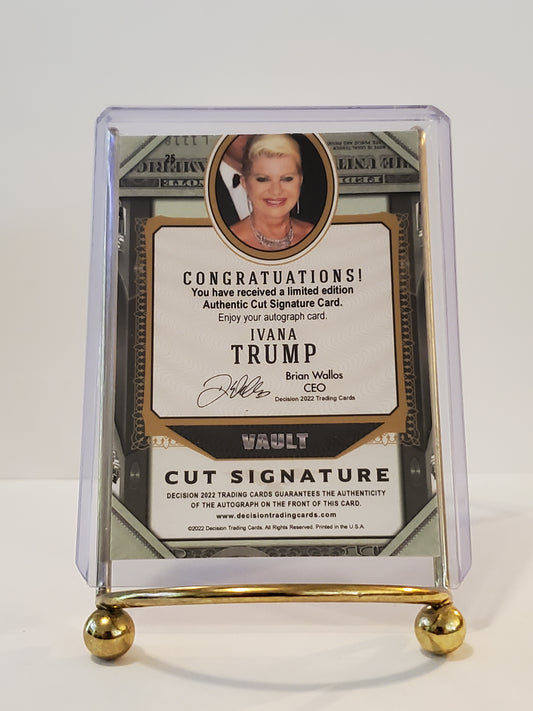 CONGRATUATIONS!
You have received a limited edition
Authentic Cut Signature Card.
Enjoy your autograph card.
IVANA
TRUMP
Brian Wallos
CEO
Decision 2022 Trading Cards
VAULT
CUT SIGNATURE
DECISION 2022 TRADING CARDS GUARANTEES THE AUTHENTICITY
OF THE AUTOGRAPH ON THE FRONT OF THIS CARD.
www.decisiontradingcards.com
©2022 Decision Trading Cards. All Rights Reserved. Printed in the U.S.A.